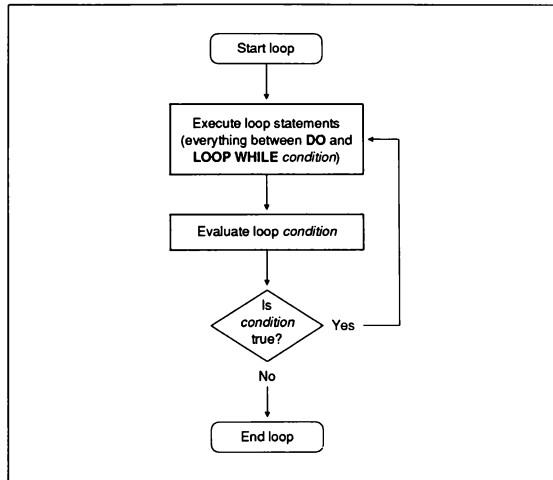 Start loop
Execute loop statements
(everything between DO and
LOOP WHILE condition)
Evaluate loop condition
Is
condition
true?
Yes
No
End loop